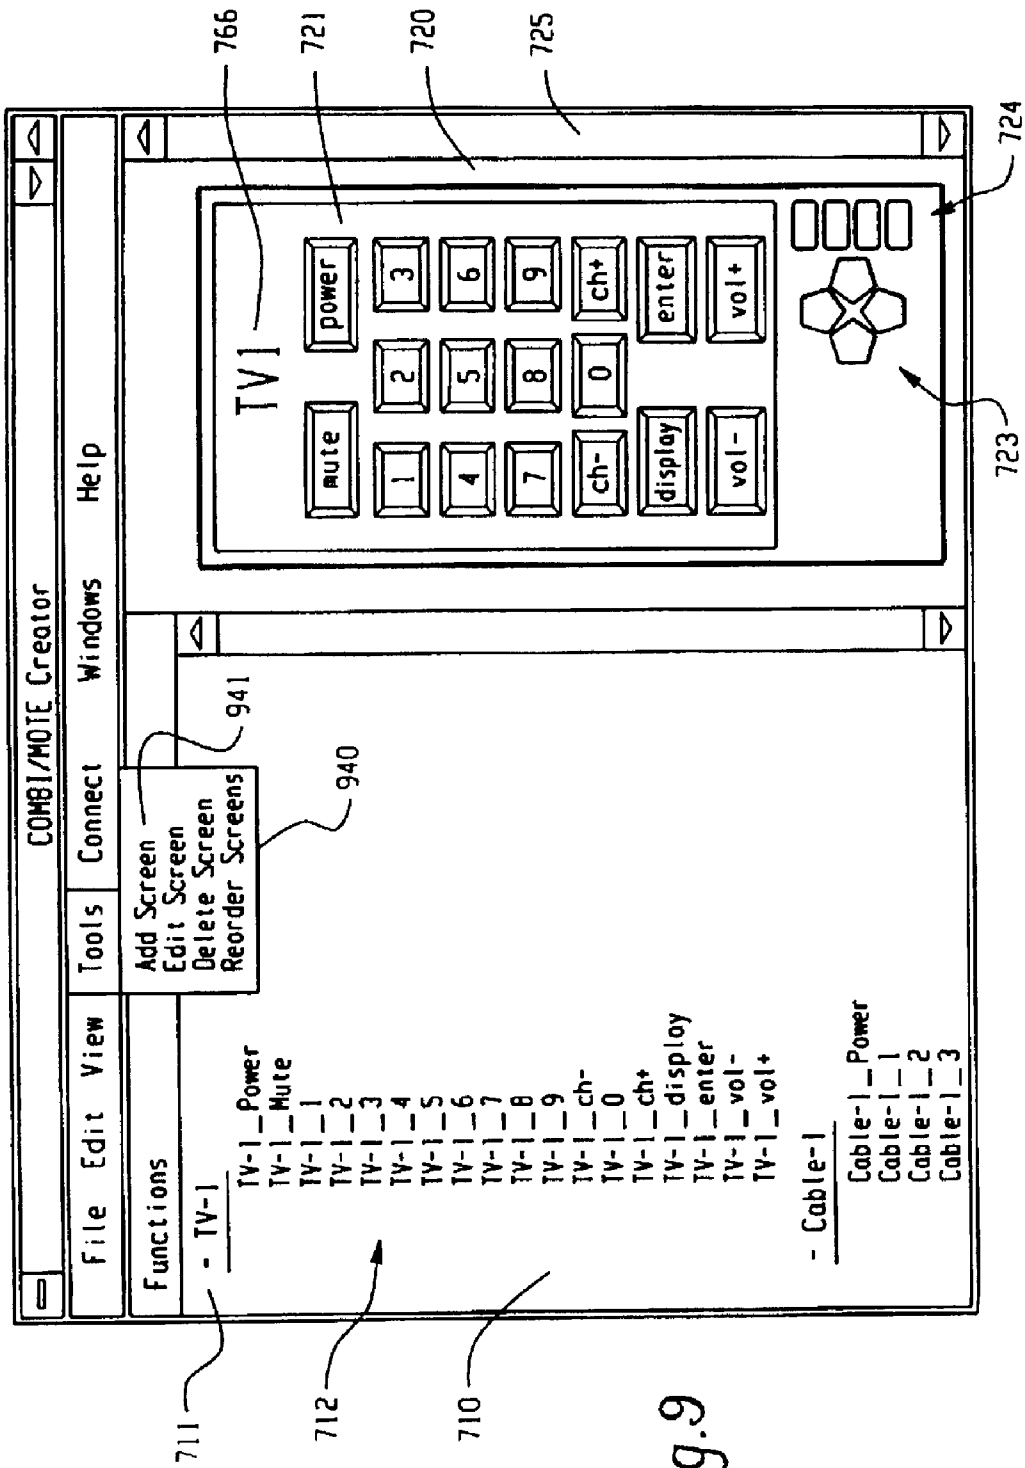 COMBI/MOTE Creator
File Edit View Tools Connect Windows Help
Add Screen
Edit Screen
Delete Screen
Reorder Screens
941
940
Functions
- TV-1
TV-1_Power
TV-1_Mute
TV-1_1
TV-1_2
TV-1_3
TV-1_4
TV-1_5
TV-1_6
TV-1_7
TV-1_8
TV-1_9
TV-1_ch-
TV-1_0
TV-1_ch+
TV-1_display
TV-1_enter
TV-1_vol-
TV-1_vol+
- Cable-1
Cable-1_Power
Cable-1_1
Cable-1_2
Cable-1_3
TV1
mute power
1 2 3
4 5 6
7 8 9
ch- 0 ch+
display enter
vol- vol+
766
721
720
725
724
723
711
712
710
g.9